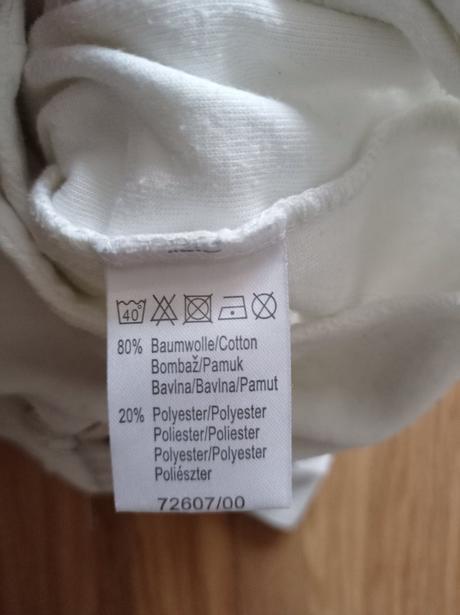 40°
80% Baumwolle/Cotton
Bombaž/Pamuk
Bavlna/Bavlna/Pamut
20% Polyester/Polyester
Poliester/Poliester
Polyester/Polyester
Poliészter
72607/00